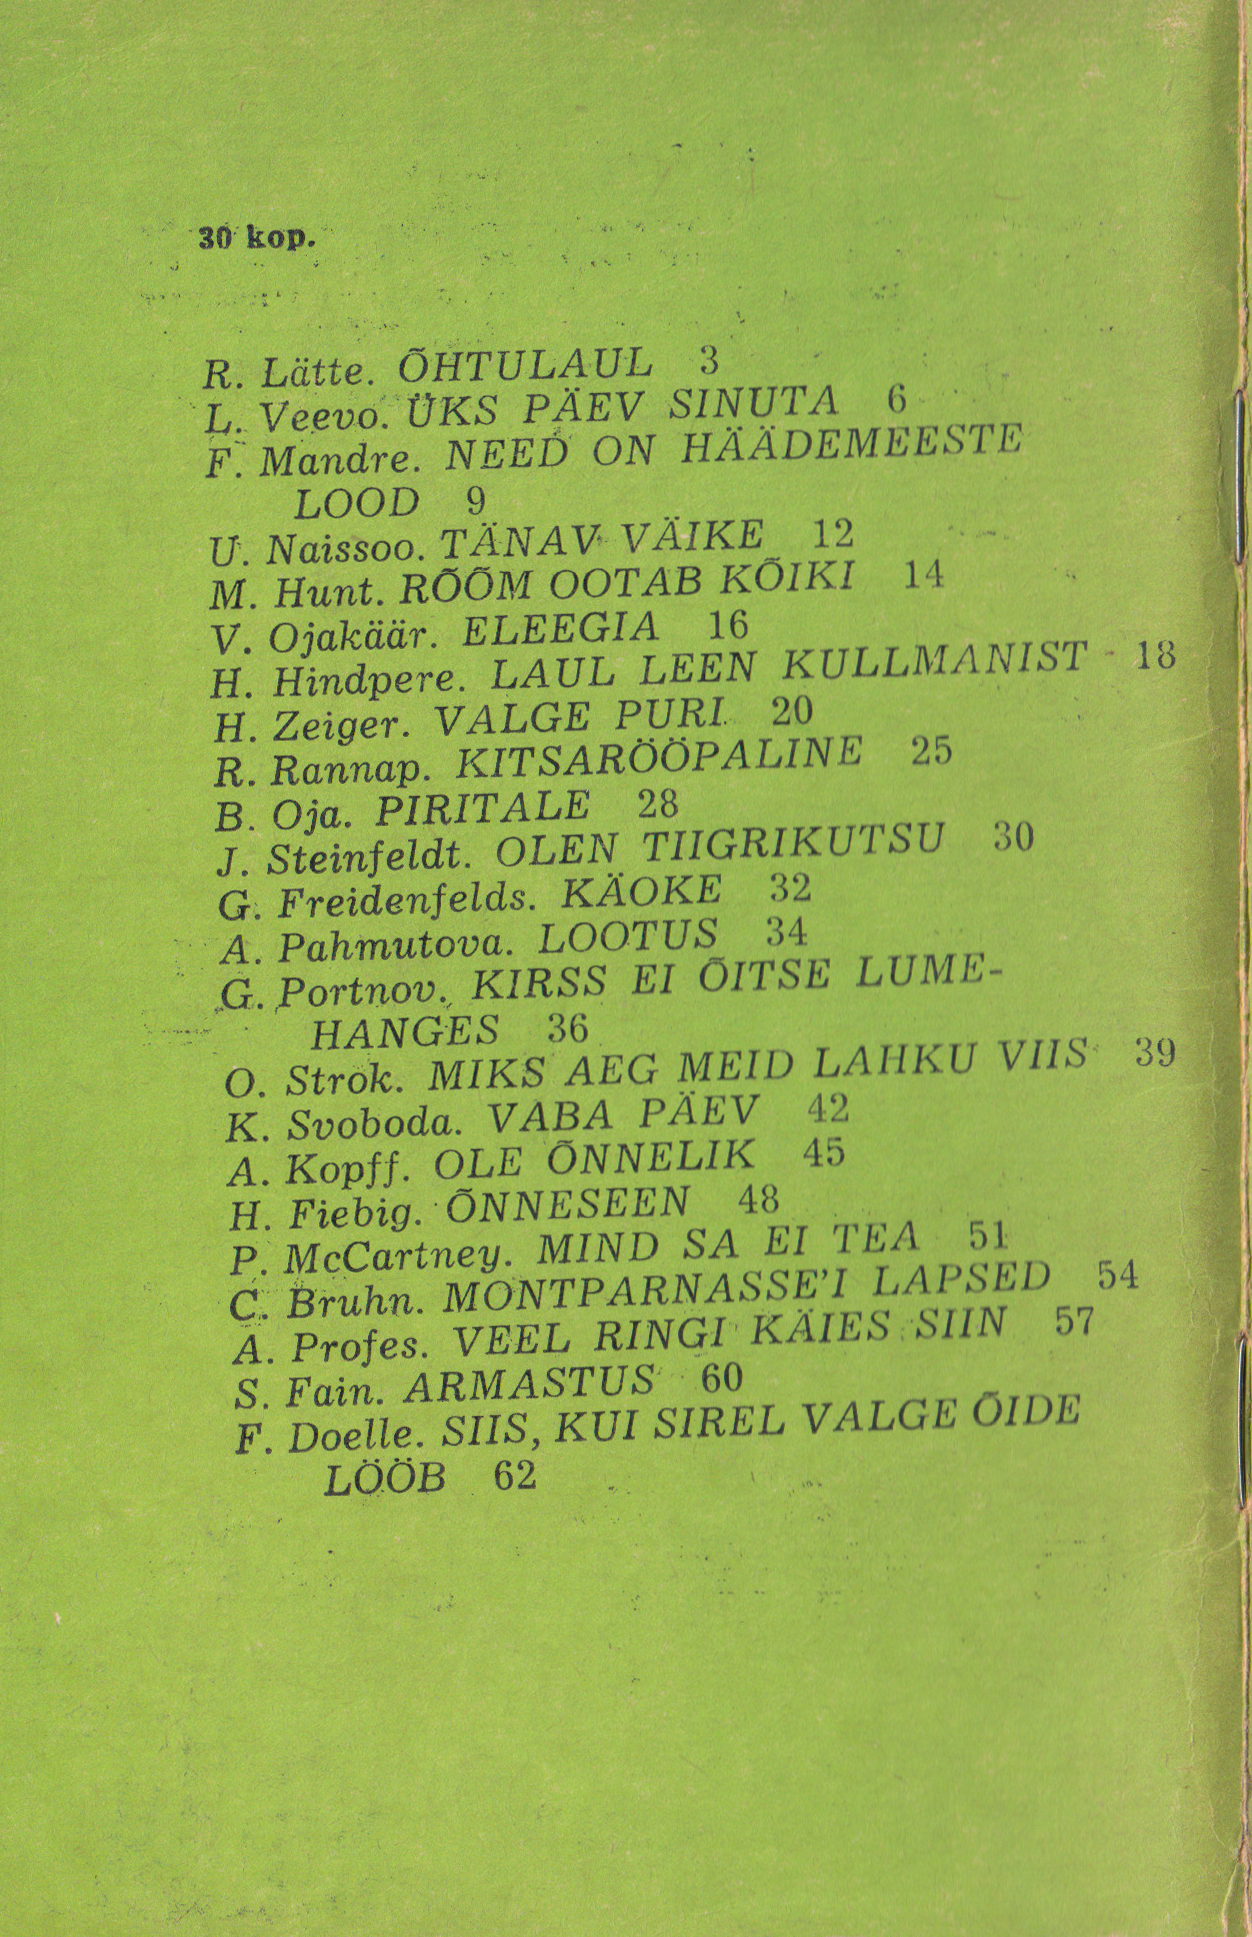 30 kop.
R. Lätte. ÕHTULAUL 3
L. Veevo. ÜKS PÄEV SINUTA 6
F. Mandre. NEED ON HÄÄDEMEESTE
LOOD 9
U. Naissoo. TÄNAV VÄIKE 12
M. Hunt. RÕÕM OOTAB KÕIKI 14
V. Ojakäär. ELEEGIA 16
H. Hindpere. LAUL LEEN KULLMANIST 18
H. Zeiger. VALGE PURI 20
R. Rannap. KITSARÖÖPALINE 25
B. Oja. PIRITALE 28
J. Steinfeldt. OLEN TIIGRIKUTSU 30
G. Freidenfelds. KÄOKE 32
A. Pahmutova. LOOTUS 34
G. Portnov. KIRSS EI ÕITSE LUME-
HANGES 36
O. Strok. MIKS AEG MEID LAHKU VIIS 39
K. Svoboda. VABA PÄEV 42
A. Kopff. OLE ÕNNELIK 45
H. Fiebig. ÕNNESEEN 48
P. McCartney. MIND SA EI TEA 51
C. Bruhn. MONTPARNASSE'I LAPSED 54
A. Profes. VEEL RINGI KÄIES SIIN 57
S. Fain. ARMASTUS 60
F. Doelle. SIIS, KUI SIREL VALGE ÕIDE
LÖÖB 62